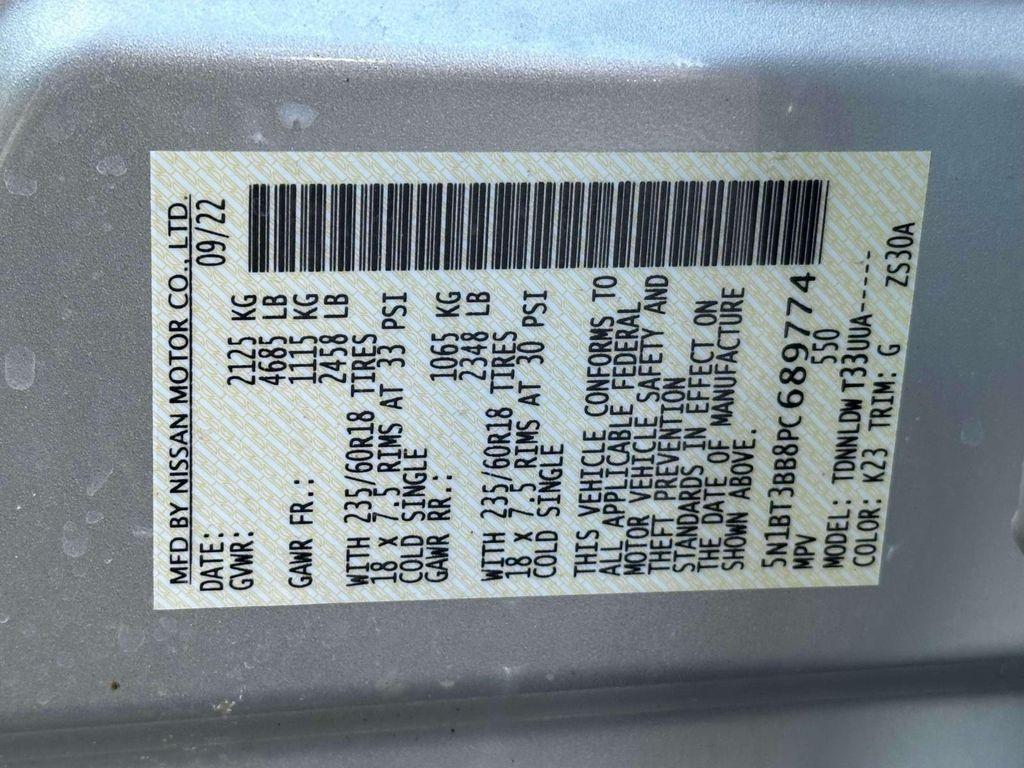 MFD BY NISSAN MOTOR CO., LTD.
DATE: 09/22
GVWR: 2125 KG
4685 LB
GAWR FR.: 1115 KG
2458 LB
WITH 235/60R18 TIRES
18 X 7.5 RIMS AT 33 PSI
COLD SINGLE
GAWR RR.: 1065 KG
2348 LB
WITH 235/60R18 TIRES
18 X 7.5 RIMS AT 30 PSI
COLD SINGLE
THIS VEHICLE CONFORMS TO
ALL APPLICABLE FEDERAL
MOTOR VEHICLE SAFETY AND
THEFT PREVENTION
STANDARDS IN EFFECT ON
THE DATE OF MANUFACTURE
SHOWN ABOVE.
5N1BT3BB8PC689774
MPV 550
MODEL: TDNNLDW T33UUA-----
COLOR: K23 TRIM: G ZS30A